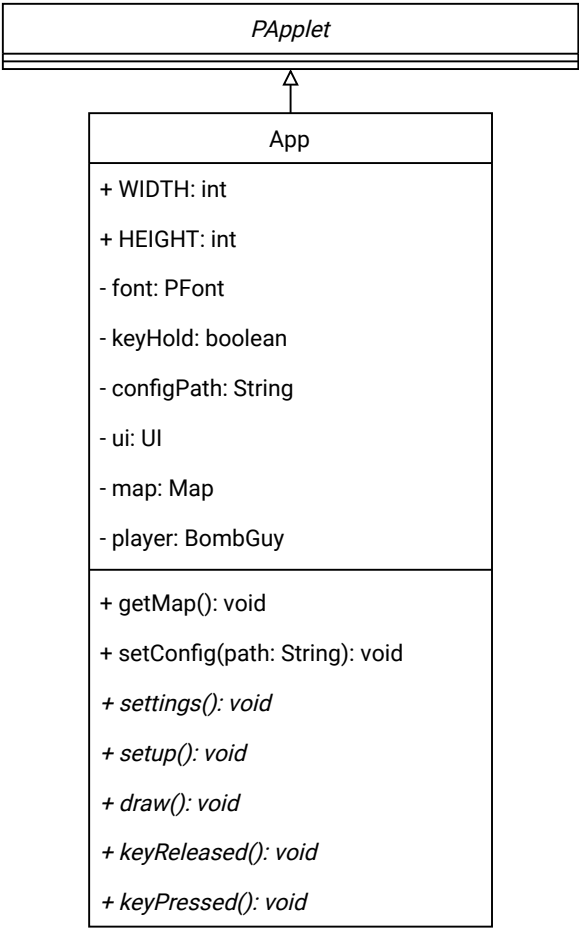 PApplet
App
+ WIDTH: int
+ HEIGHT: int
- font: PFont
- keyHold: boolean
- configPath: String
- ui: UI
- map: Map
- player: BombGuy
+ getMap(): void
+ setConfig(path: String): void
+ settings(): void
+ setup(): void
+ draw(): void
+ keyReleased(): void
+ keyPressed(): void